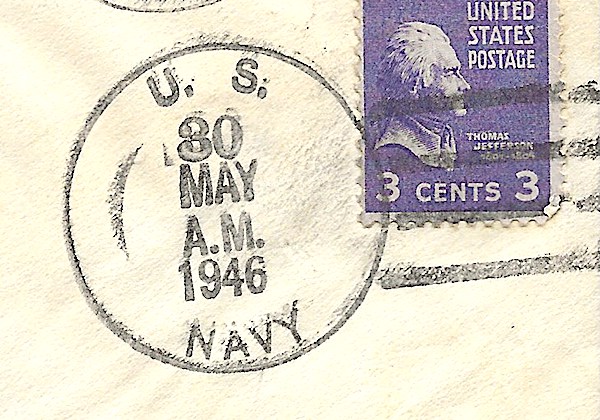 U. S.
30
MAY
A.M.
1946
NAVY
UNITED
STATES
POSTAGE
THOMAS
JEFFERSON
3 CENTS 3